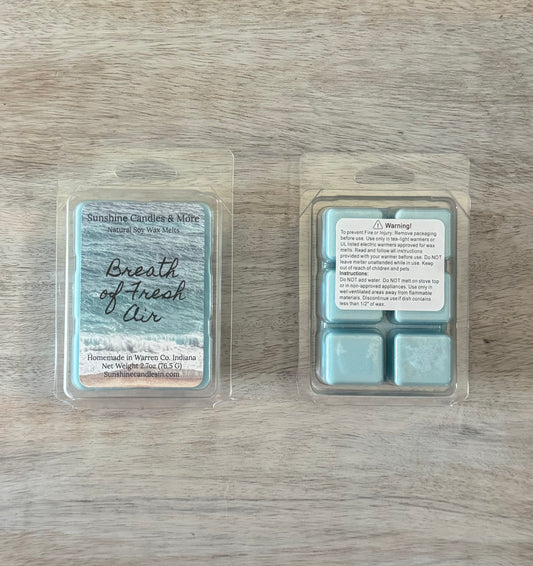 Sunshine Candles & More
Natural Soy Wax Melts
Breath
of Fresh
Air
Homemade in Warren Co. Indiana
Net Weight 2.7oz (76.5 G)
Sunshinecandlesin.com
Warning!
To prevent Fire or Injury: Remove packaging
before use. Use only in tea-light warmers or
UL listed electric warmers approved for wax
melts. Read and follow all instructions
provided with your warmer before use. Do NOT
leave melter unattended while in use. Keep
out of reach of children and pets
Instructions:
Do NOT add water. Do NOT melt on stove top
or in non-approved appliances. Use only in
well-ventilated areas away from flammable
materials. Discontinue use if dish contains
less than 1/2" of wax.